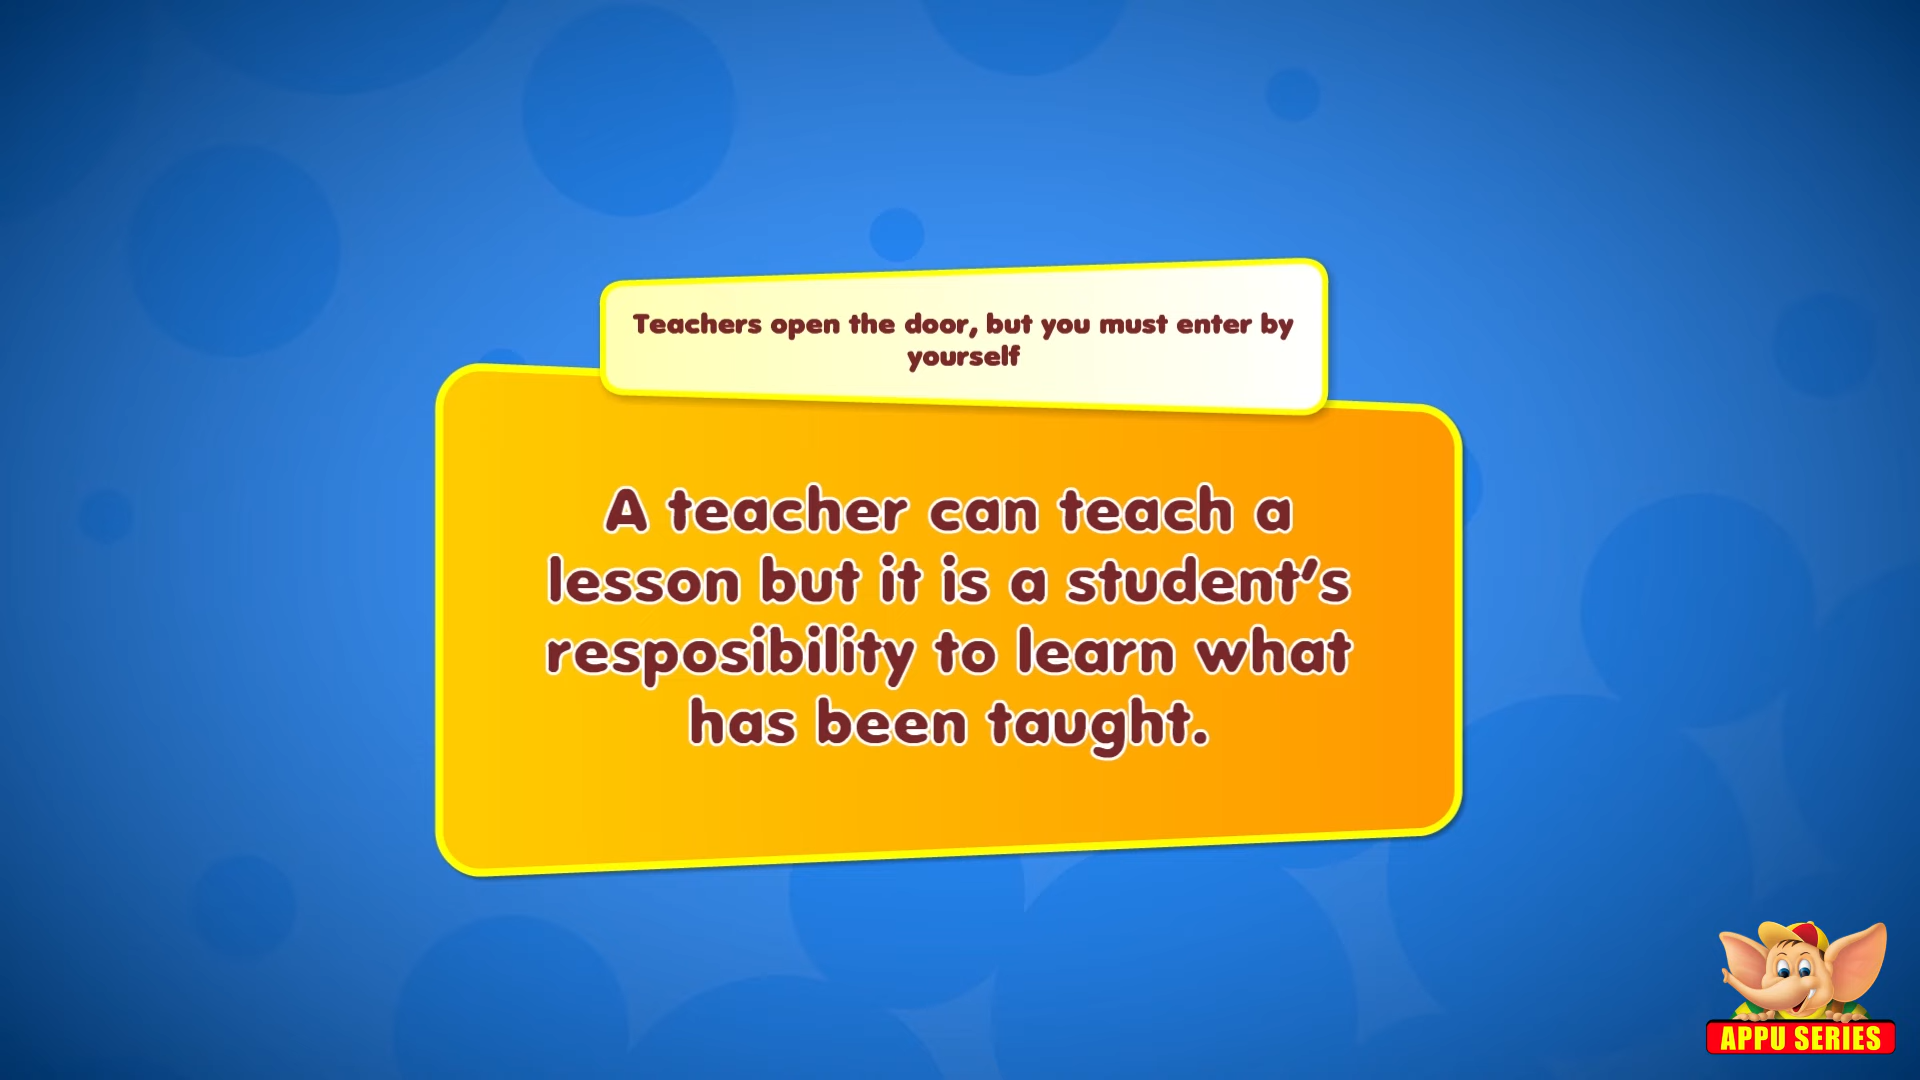 Teachers open the door, but you must enter by
yourself
A teacher can teach a
lesson but it is a student’s
resposibility to learn what
has been taught.
APPU SERIES